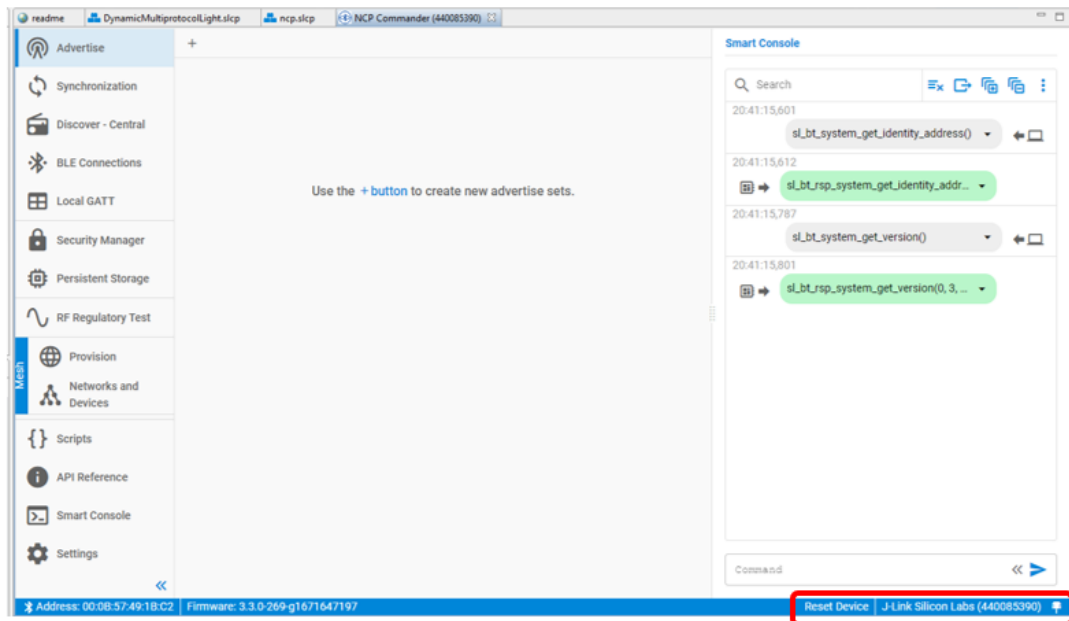 readme
DynamicMultiprotocolLight.slcp
ncp.slcp
NCP Commander (440085390)
Advertise
Synchronization
Discover - Central
BLE Connections
Local GATT
Security Manager
Persistent Storage
RF Regulatory Test
Mesh
Provision
Networks and
Devices
Scripts
API Reference
Smart Console
Settings
+
Use the + button to create new advertise sets.
Smart Console
Search
20:41:15,601
sl_bt_system_get_identity_address()
20:41:15,612
sl_bt_rsp_system_get_identity_addr...
20:41:15,787
sl_bt_system_get_version()
20:41:15,801
sl_bt_rsp_system_get_version(0, 3, ...
Command
Address: 00:0B:57:49:1B:C2
Firmware: 3.3.0-269-g1671647197
Reset Device
J-Link Silicon Labs (440085390)